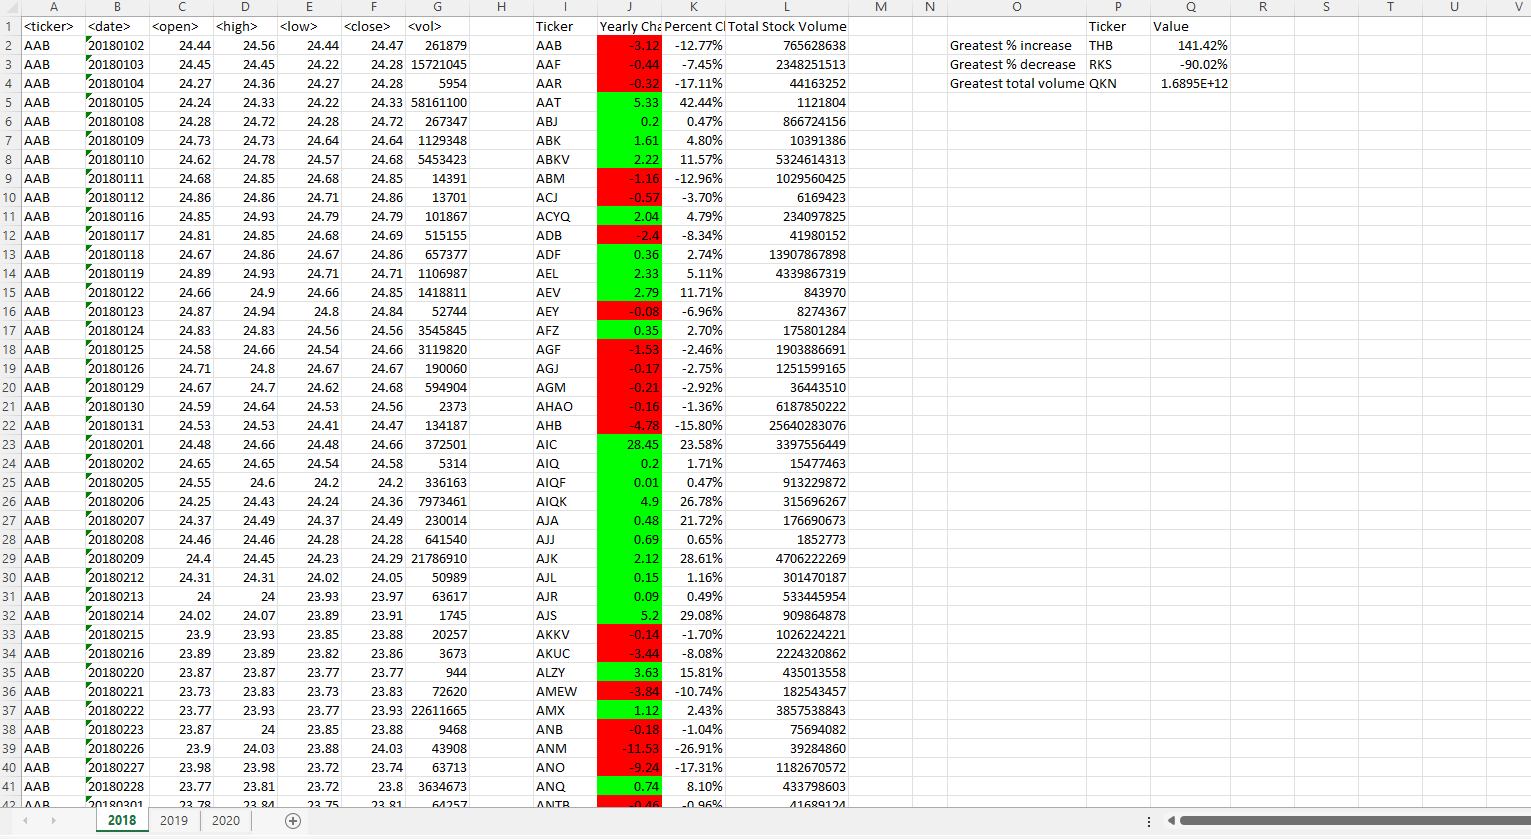 A B C D E F G H I J K L M N O P Q R S T U V
1 <ticker> <date> <open> <high> <low> <close> <vol> Ticker Yearly Cha Percent Cl Total Stock Volume Ticker Value
2 AAB 20180102 24.44 24.56 24.44 24.47 261879 AAB -3.12 -12.77% 765628638 Greatest % increase THB 141.42%
3 AAB 20180103 24.45 24.45 24.22 24.28 15721045 AAF -0.44 -7.45% 2348251513 Greatest % decrease RKS -90.02%
4 AAB 20180104 24.27 24.36 24.27 24.28 5954 AAR -0.32 -17.11% 44163252 Greatest total volume QKN 1.6895E+12
5 AAB 20180105 24.24 24.33 24.22 24.33 58161100 AAT 5.33 42.44% 1121804
6 AAB 20180108 24.28 24.72 24.28 24.72 267347 ABJ 0.2 0.47% 866724156
7 AAB 20180109 24.73 24.73 24.64 24.64 1129348 ABK 1.61 4.80% 10391386
8 AAB 20180110 24.62 24.78 24.57 24.68 5453423 ABKV 2.22 11.57% 5324614313
9 AAB 20180111 24.68 24.85 24.68 24.85 14391 ABM -1.16 -12.96% 1029560425
10 AAB 20180112 24.86 24.86 24.71 24.86 13701 ACJ -0.57 -3.70% 6169423
11 AAB 20180116 24.85 24.93 24.79 24.79 101867 ACYQ 2.04 4.79% 234097825
12 AAB 20180117 24.81 24.85 24.68 24.69 515155 ADB -2.4 -8.34% 41980152
13 AAB 20180118 24.67 24.86 24.67 24.86 657377 ADF 0.36 2.74% 13907867898
14 AAB 20180119 24.89 24.93 24.71 24.71 1106987 AEL 2.33 5.11% 4339867319
15 AAB 20180122 24.66 24.9 24.66 24.85 1418811 AEV 2.79 11.71% 843970
16 AAB 20180123 24.87 24.94 24.8 24.84 52744 AEY -0.08 -6.96% 8274367
17 AAB 20180124 24.83 24.83 24.56 24.56 3545845 AFZ 0.35 2.70% 175801284
18 AAB 20180125 24.58 24.66 24.54 24.66 3119820 AGF -1.53 -2.46% 1903886691
19 AAB 20180126 24.71 24.8 24.67 24.67 190060 AGJ -0.17 -2.75% 1251599165
20 AAB 20180129 24.67 24.7 24.62 24.68 594904 AGM -0.21 -2.92% 36443510
21 AAB 20180130 24.59 24.64 24.53 24.56 2373 AHAO -0.16 -1.36% 6187850222
22 AAB 20180131 24.53 24.53 24.41 24.47 134187 AHB -4.78 -15.80% 25640283076
23 AAB 20180201 24.48 24.66 24.48 24.66 372501 AIC 28.45 23.58% 3397556449
24 AAB 20180202 24.65 24.65 24.54 24.58 5314 AIQ 0.2 1.71% 15477463
25 AAB 20180205 24.55 24.6 24.2 24.2 336163 AIQF 0.01 0.47% 913229872
26 AAB 20180206 24.25 24.43 24.24 24.36 7973461 AIQK 4.9 26.78% 315696267
27 AAB 20180207 24.37 24.49 24.37 24.49 230014 AJA 0.48 21.72% 176690673
28 AAB 20180208 24.46 24.46 24.28 24.28 641540 AJJ 0.69 0.65% 1852773
29 AAB 20180209 24.4 24.45 24.23 24.29 21786910 AJK 2.12 28.61% 4706222269
30 AAB 20180212 24.31 24.31 24.02 24.05 50989 AJL 0.15 1.16% 301470187
31 AAB 20180213 24 24 23.93 23.97 63617 AJR 0.09 0.49% 533445954
32 AAB 20180214 24.02 24.07 23.89 23.91 1745 AJS 5.2 29.08% 909864878
33 AAB 20180215 23.9 23.93 23.85 23.88 20257 AKKV -0.14 -1.70% 1026224221
34 AAB 20180216 23.89 23.89 23.82 23.86 3673 AKUC -3.44 -8.08% 2224320862
35 AAB 20180220 23.87 23.87 23.77 23.77 944 ALZY 3.63 15.81% 435013558
36 AAB 20180221 23.73 23.83 23.73 23.83 72620 AMEW -3.84 -10.74% 182543457
37 AAB 20180222 23.77 23.93 23.77 23.93 22611665 AMX 1.12 2.43% 3857538843
38 AAB 20180223 23.87 24 23.85 23.88 9468 ANB -0.18 -1.04% 75694082
39 AAB 20180226 23.9 24.03 23.88 24.03 43908 ANM -11.53 -26.91% 39284860
40 AAB 20180227 23.98 23.98 23.72 23.74 63713 ANO -9.24 -17.31% 1182670572
41 AAB 20180228 23.77 23.81 23.72 23.8 3634673 ANQ 0.74 8.10% 433798603
42 AAB 20180301 23.78 23.84 23.75 23.81 64257 ANTB -0.46 -0.96% 41689124
2018 2019 2020